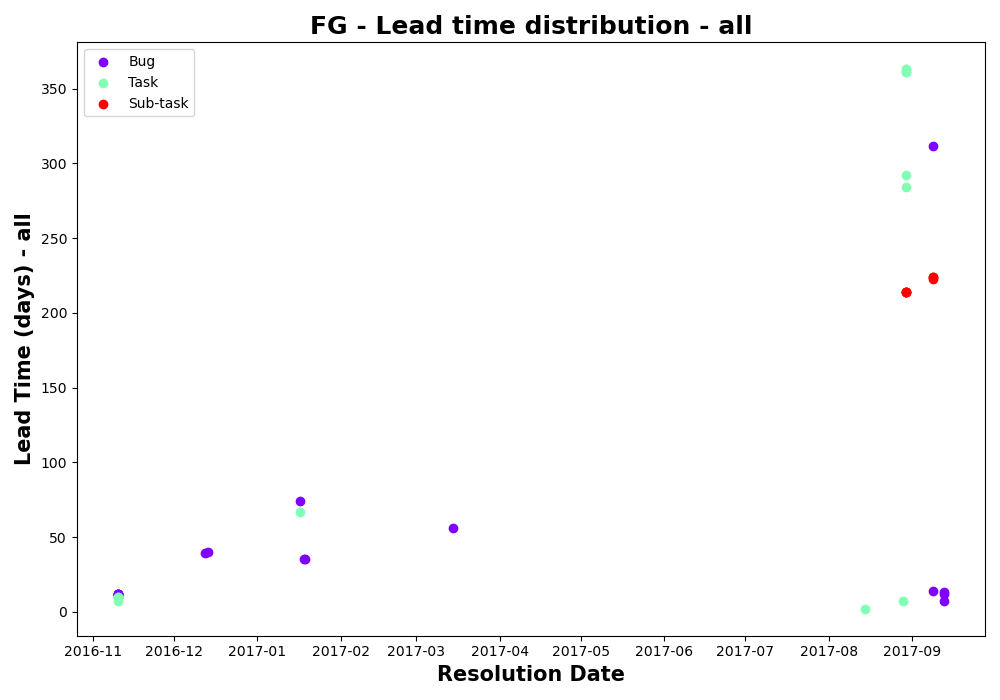 FG - Lead time distribution - all
Bug
Task
Sub-task
350
300
250
200
150
100
50
0
Lead Time (days) - all
2016-11 2016-12 2017-01 2017-02 2017-03 2017-04 2017-05 2017-06 2017-07 2017-08 2017-09
Resolution Date